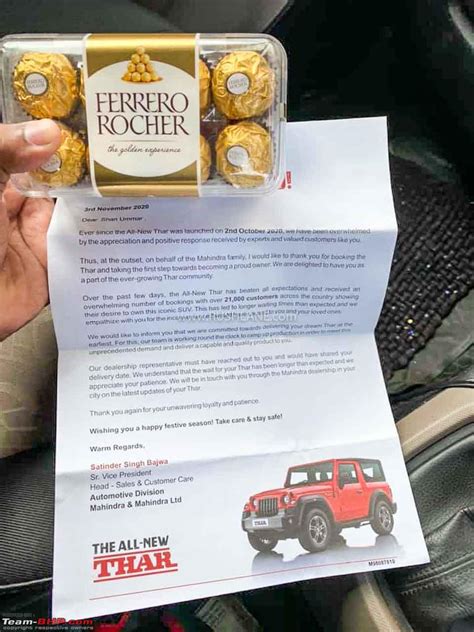 FERRERO
ROCHER
the golden experience
3rd November 2020
Dear Jinan Ummar,
Ever since the All-New Thar was launched on 2nd October 2020, we have been overwhelmed
by the appreciation and positive response received by experts and valued customers like you.
Thus, at the outset, on behalf of the Mahindra family, I would like to thank you for booking the
Thar and taking the first step towards becoming a proud owner. We are delighted to have you as
a part of the ever-growing Thar community.
Over the past few days, the All-New Thar has beaten all expectations and received an
overwhelming number of bookings with over 21,000 customers across the country showing
their desire to own this iconic SUV. This has led to longer waiting times than expected and we
empathize with you for the and your loved ones.
We would like to inform you that we are committed towards delivering your dream Thar at the
earliest. For this, our team is working round the clock to ramp up production in order to meet this
unprecedented demand and deliver a capable and quality product to you.
Our dealership representative must have reached out to you and would have shared your
delivery date. We understand that the wait for your Thar has been longer than expected and we
appreciate your patience. We will be in touch with you through the Mahindra dealership in your
city on the latest updates of your Thar.
Thank you again for your unwavering loyalty and patience.
Wishing you a happy festive season! Take care & stay safe!
Warm Regards,
Satinder Singh Bajwa
Sr. Vice President
Head - Sales & Customer Care
Automotive Division
Mahindra & Mahindra Ltd
THE ALL-NEW
THAR
THAR
Team-BHP.com
copyright respective owners